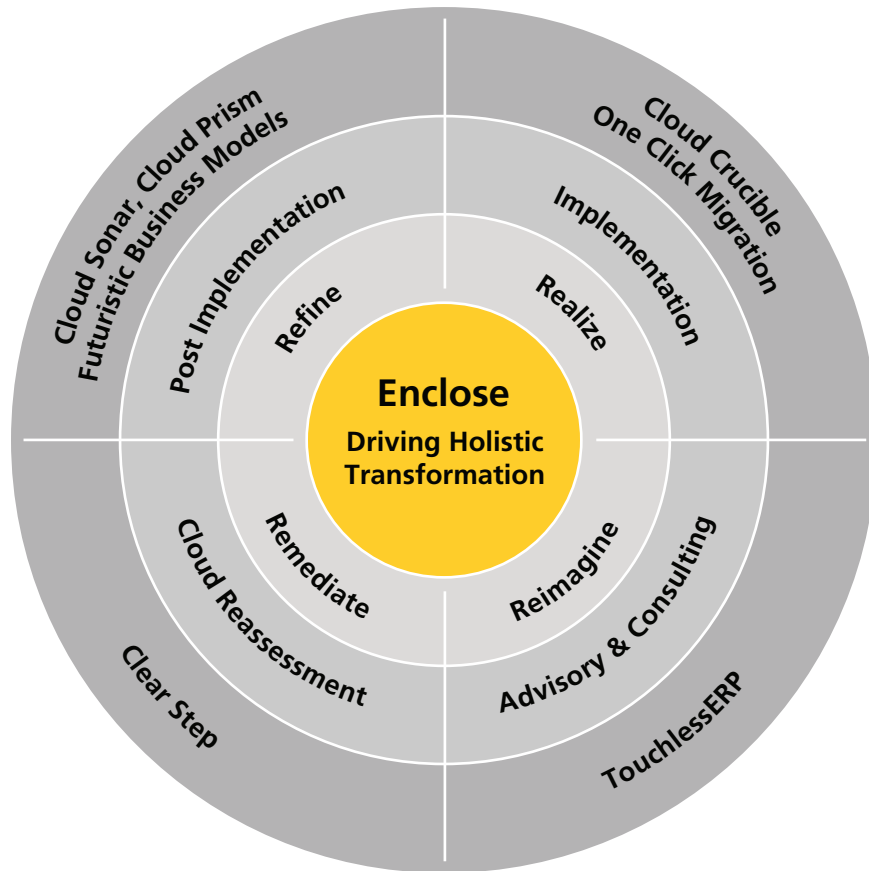 Cloud Sonar, Cloud Prism
Futuristic Business Models
Post Implementation
Refine
Cloud Crucible
One Click Migration
Implementation
Realize
Enclose
Driving Holistic
Transformation
Remediate
Cloud Reassessment
Clear Step
Reimagine
Advisory & Consulting
TouchlessERP